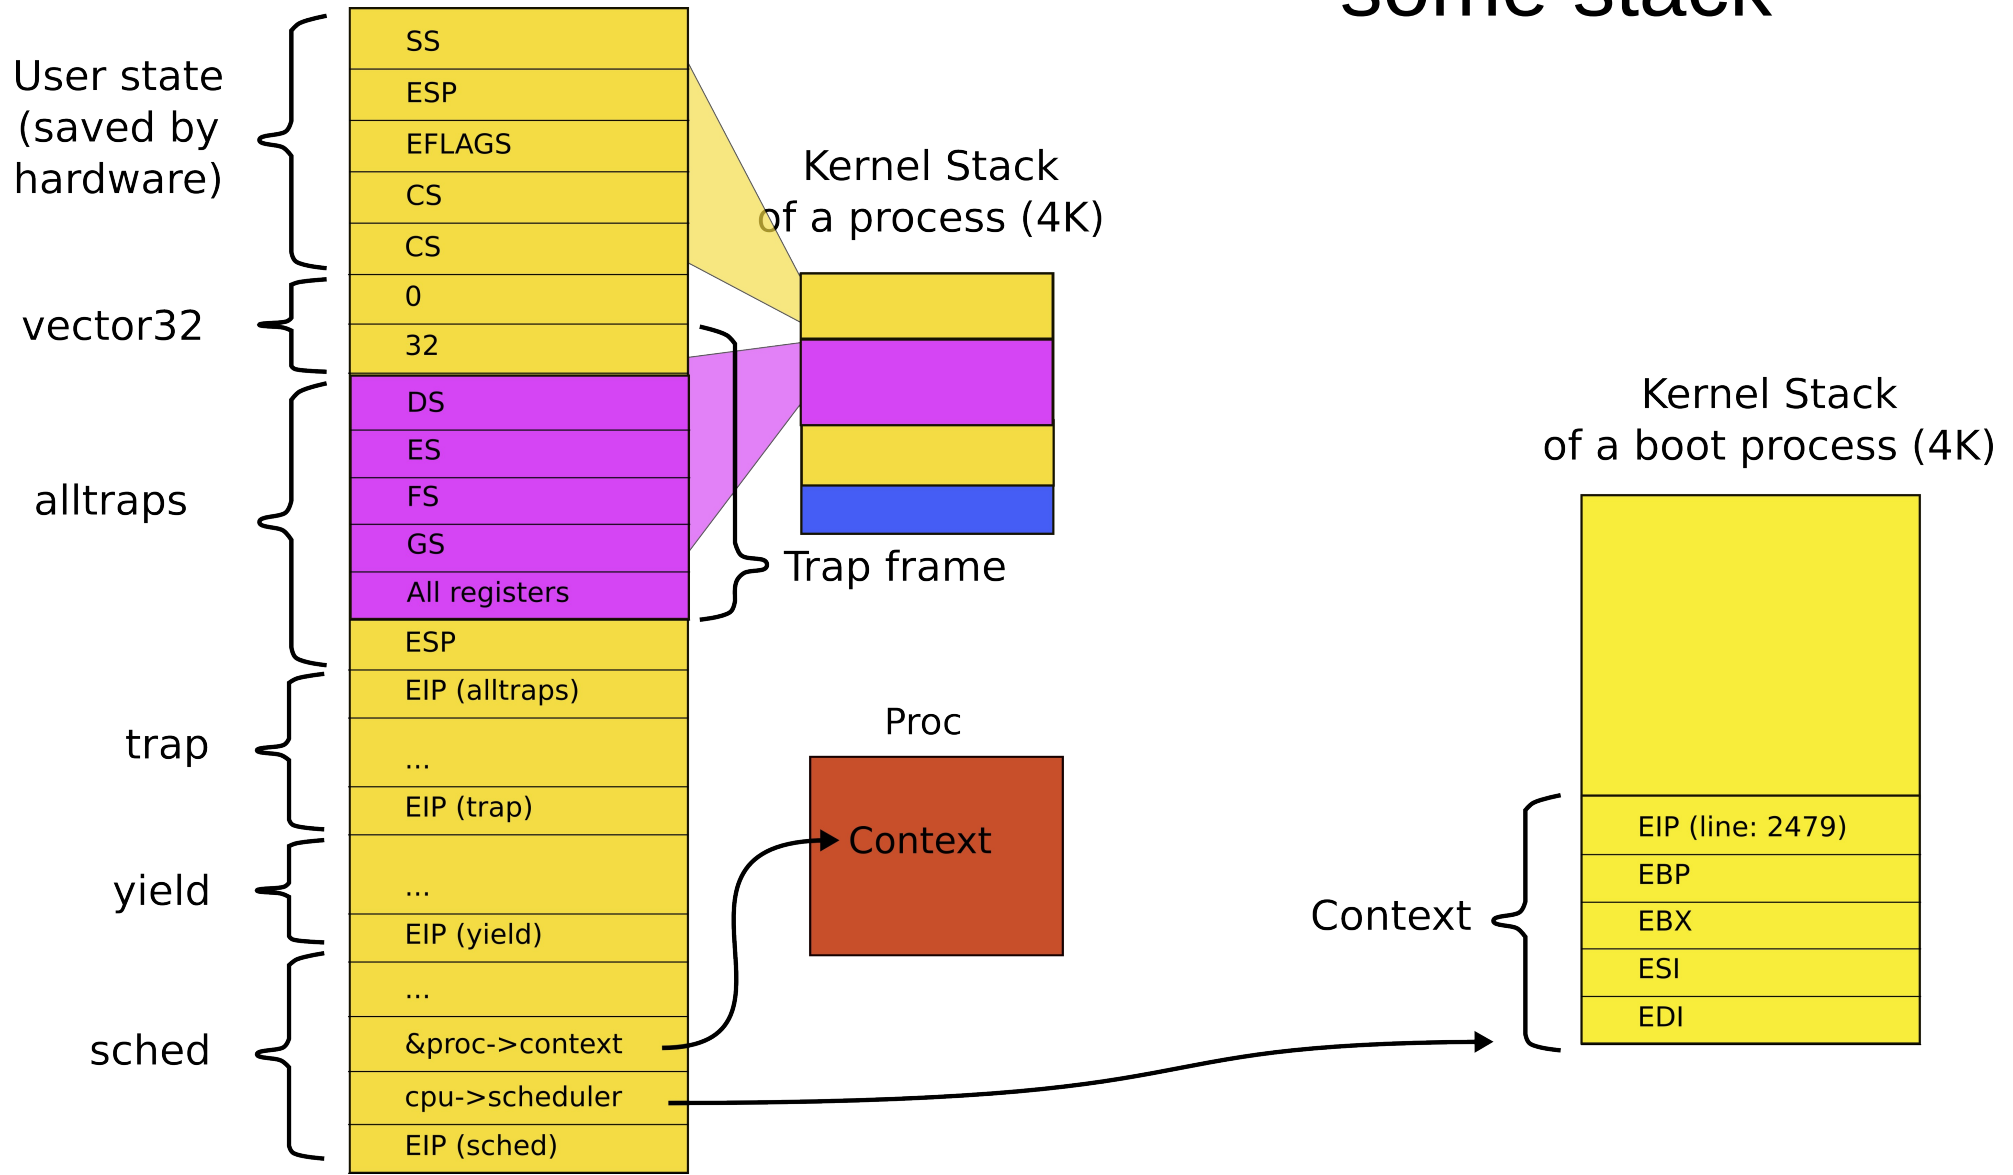 some stack
User state
(saved by
hardware)
vector32
alltraps
trap
yield
sched
SS
ESP
EFLAGS
CS
CS
0
32
DS
ES
FS
GS
All registers
ESP
EIP (alltraps)
...
EIP (trap)
...
EIP (yield)
...
&proc->context
cpu->scheduler
EIP (sched)
Kernel Stack
of a process (4K)
Trap frame
Proc
Context
Kernel Stack
of a boot process (4K)
Context
EIP (line: 2479)
EBP
EBX
ESI
EDI